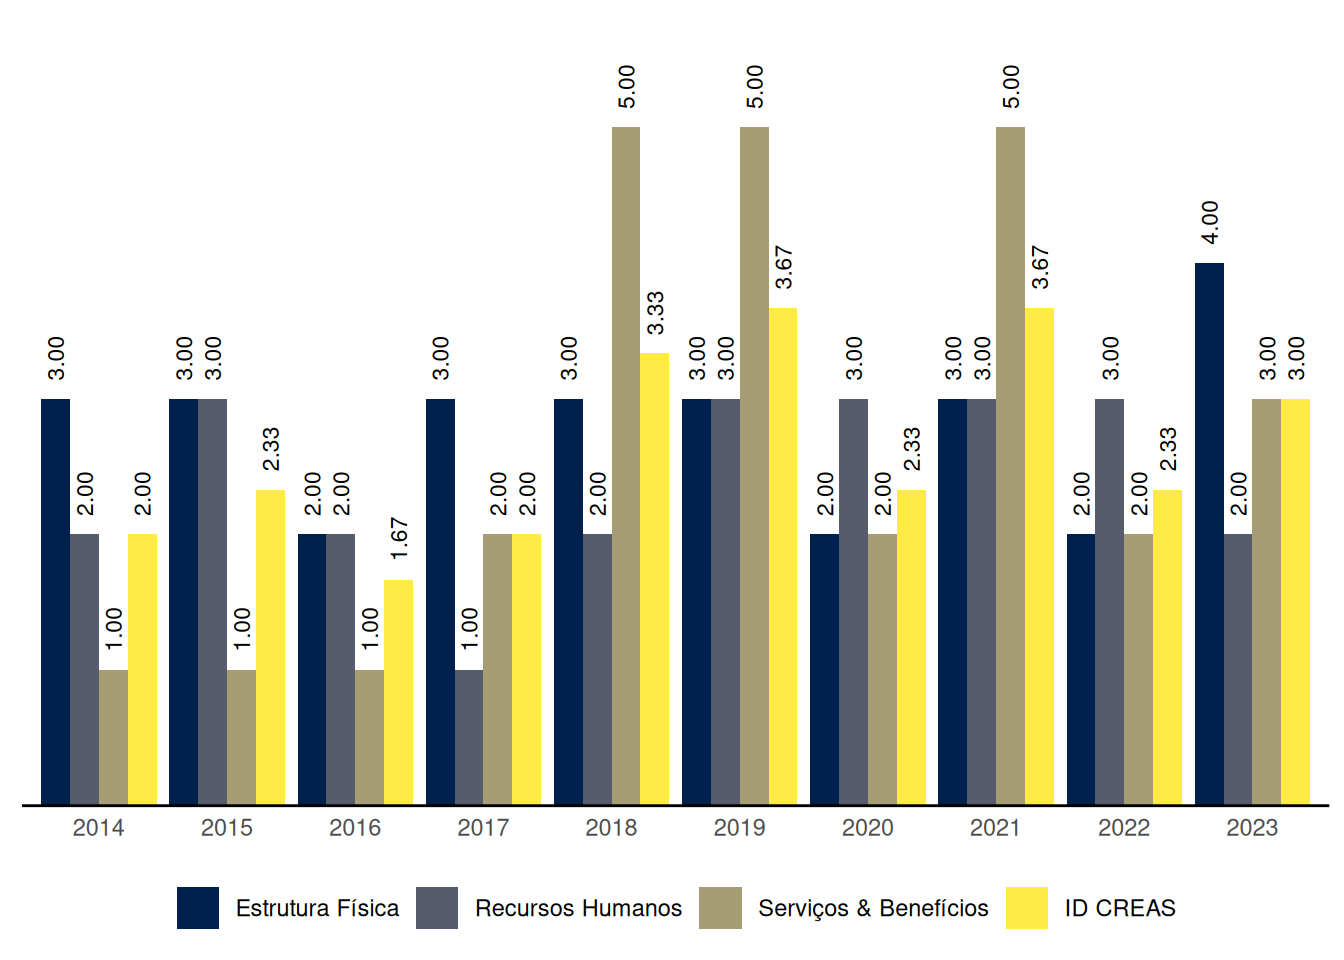 3.00 2.00 1.00 2.00 3.00 3.00 1.00 2.33 2.00 2.00 1.00 1.67 3.00 1.00 2.00 2.00 3.00 2.00 5.00 3.33 3.00 3.00 5.00 3.67 2.00 3.00 2.00 2.33 3.00 3.00 5.00 3.67 2.00 3.00 2.00 2.33 4.00 2.00 3.00 3.00
2014 2015 2016 2017 2018 2019 2020 2021 2022 2023
Estrutura Física Recursos Humanos Serviços & Benefícios ID CREAS